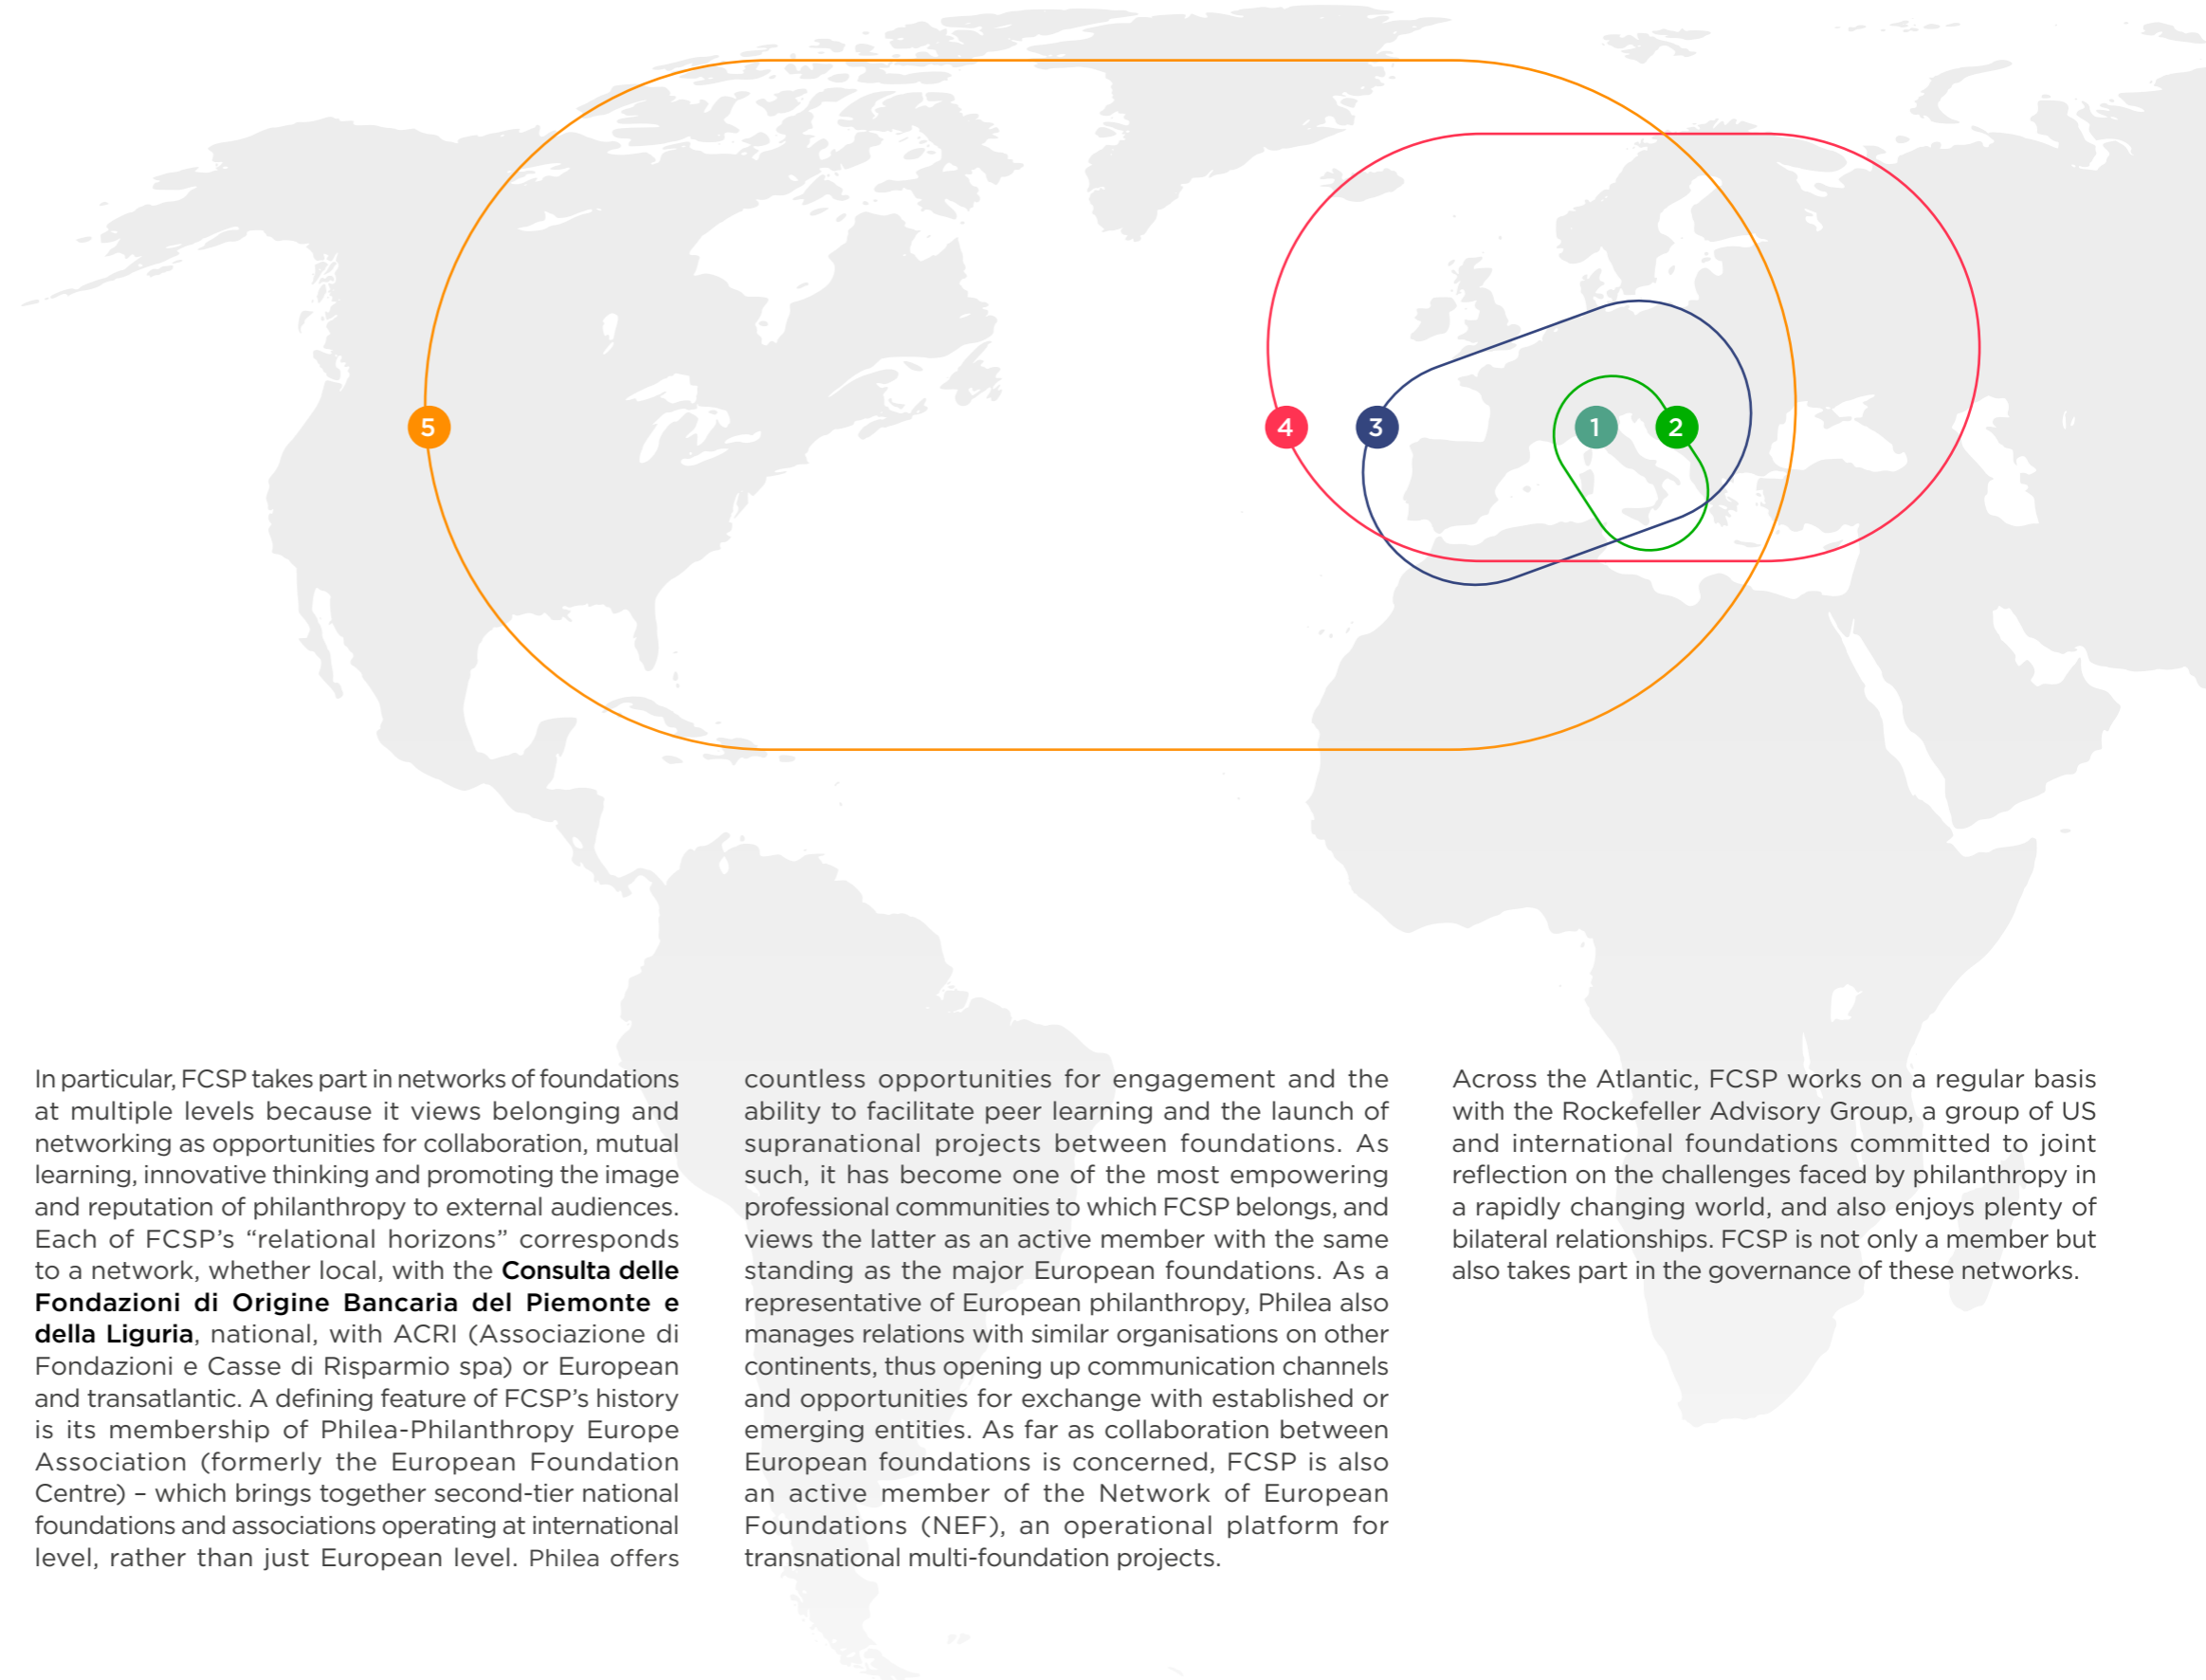 5
4
3
1
2
In particular, FCSP takes part in networks of foundations
at multiple levels because it views belonging and
networking as opportunities for collaboration, mutual
learning, innovative thinking and promoting the image
and reputation of philanthropy to external audiences.
Each of FCSP’s “relational horizons” corresponds
to a network, whether local, with the Consulta delle
Fondazioni di Origine Bancaria del Piemonte e
della Liguria, national, with ACRI (Associazione di
Fondazioni e Casse di Risparmio spa) or European
and transatlantic. A defining feature of FCSP’s history
is its membership of Philea-Philanthropy Europe
Association (formerly the European Foundation
Centre) – which brings together second-tier national
foundations and associations operating at international
level, rather than just European level. Philea offers
countless opportunities for engagement and the
ability to facilitate peer learning and the launch of
supranational projects between foundations. As
such, it has become one of the most empowering
professional communities to which FCSP belongs, and
views the latter as an active member with the same
standing as the major European foundations. As a
representative of European philanthropy, Philea also
manages relations with similar organisations on other
continents, thus opening up communication channels
and opportunities for exchange with established or
emerging entities. As far as collaboration between
European foundations is concerned, FCSP is also
an active member of the Network of European
Foundations (NEF), an operational platform for
transnational multi-foundation projects.
Across the Atlantic, FCSP works on a regular basis
with the Rockefeller Advisory Group, a group of US
and international foundations committed to joint
reflection on the challenges faced by philanthropy in
a rapidly changing world, and also enjoys plenty of
bilateral relationships. FCSP is not only a member but
also takes part in the governance of these networks.